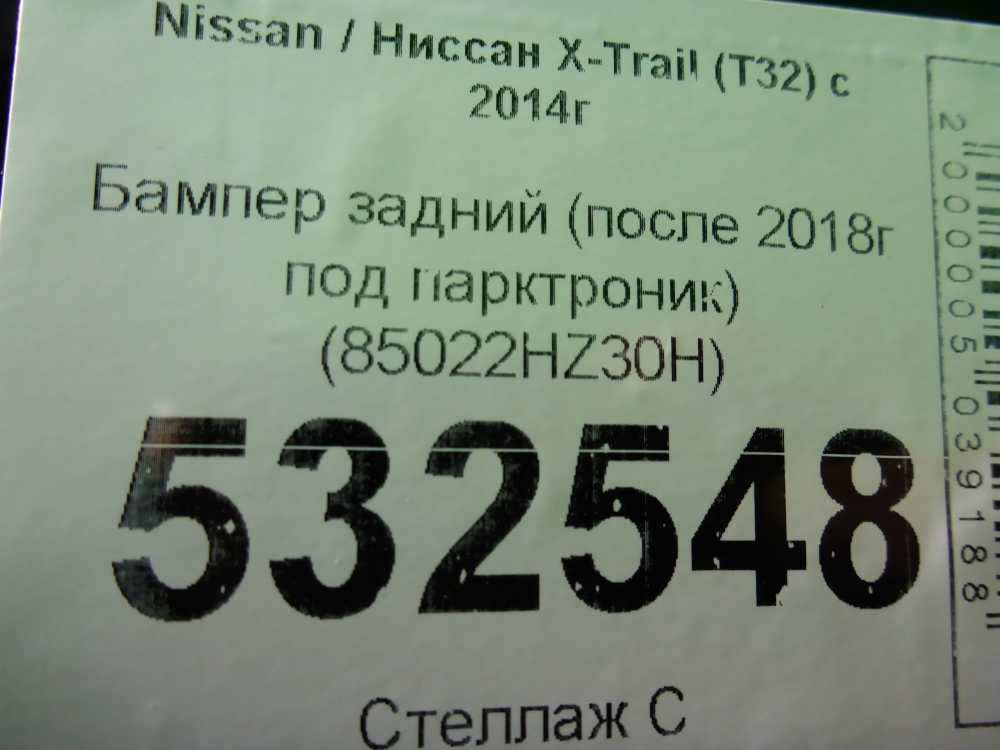 Nissan / Ниссан X-Trail (T32) с
2014г
Бампер задний (после 2018г
под парктроник)
(85022HZ30H)
532548
Стеллаж С
2000005039188